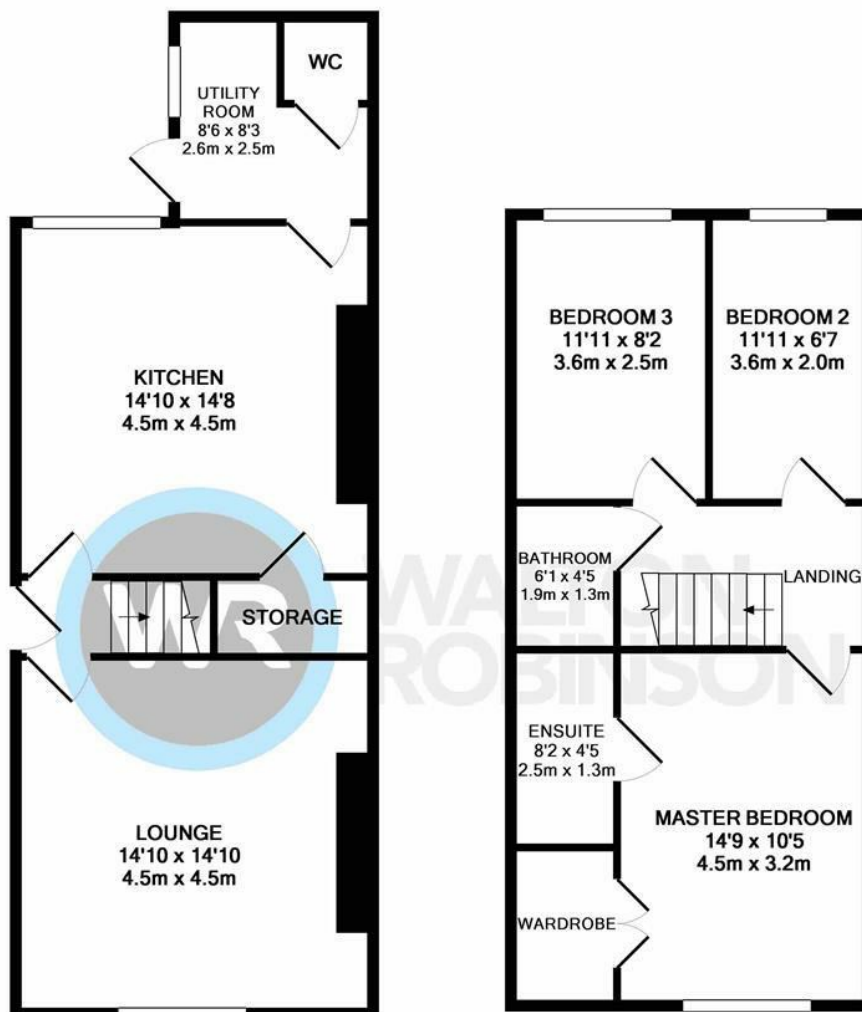 WC
UTILITY
ROOM
8'6 x 8'3
2.6m x 2.5m
KITCHEN
14'10 x 14'8
4.5m x 4.5m
STORAGE
LOUNGE
14'10 x 14'10
4.5m x 4.5m
BEDROOM 3
11'11 x 8'2
3.6m x 2.5m
BEDROOM 2
11'11 x 6'7
3.6m x 2.0m
BATHROOM
6'1 x 4'5
1.9m x 1.3m
LANDING
ENSUITE
8'2 x 4'5
2.5m x 1.3m
MASTER BEDROOM
14'9 x 10'5
4.5m x 3.2m
WARDROBE
WR
WALTON
ROBINSON